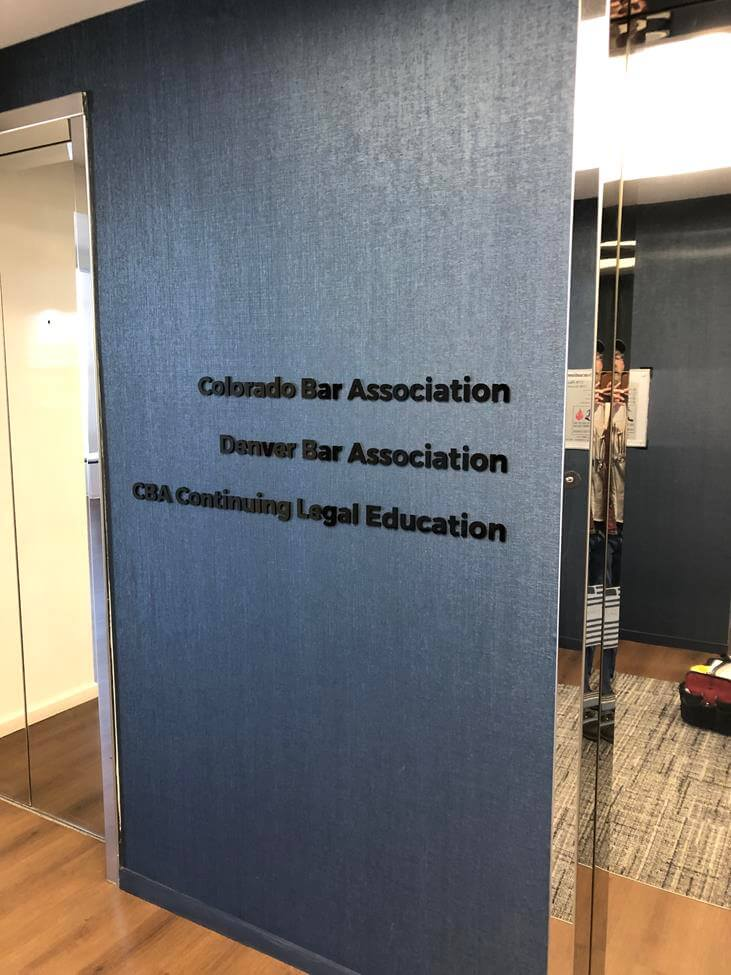 Colorado Bar Association
Denver Bar Association
CBA Continuing Legal Education